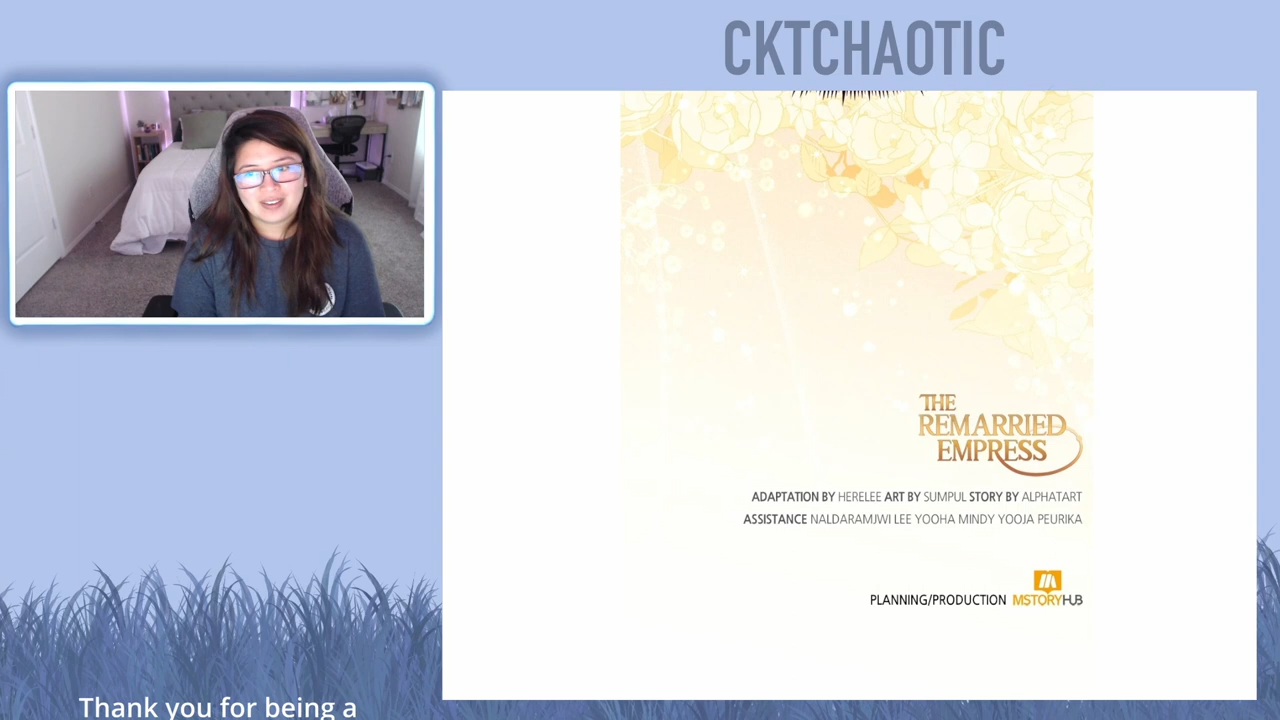 CKTCHAOTIC
THE
REMARRIED
EMPRESS
ADAPTATION BY HERELEE ART BY SUMPUL STORY BY ALPHATART
ASSISTANCE NALDARAMJWI LEE YOOHA MINDY YOOJA PEURIKA
PLANNING/PRODUCTION MSTORYHUB
Thank you for being a